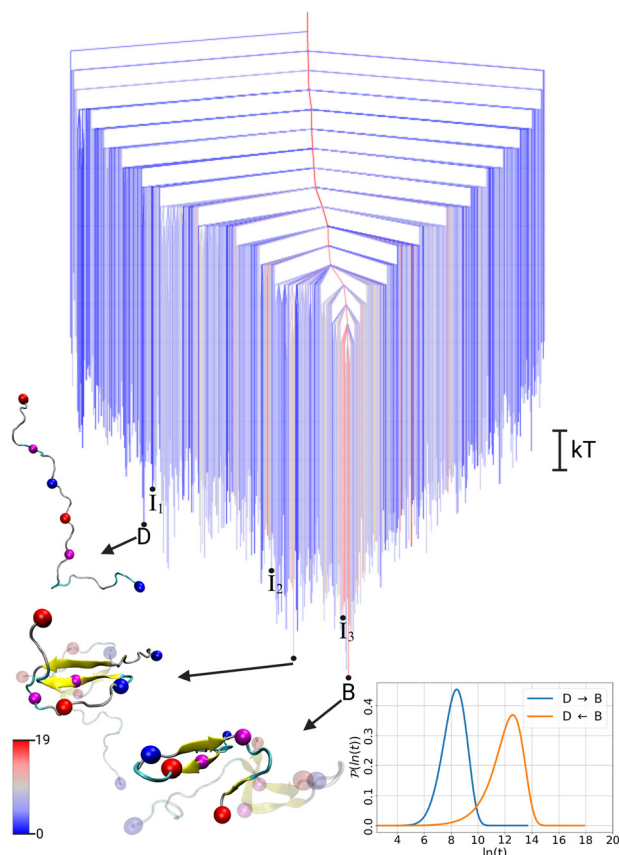 kT
I₁
D
I₂
I₃
B
19
0
D → B
D ← B
P(ln(t))
0.4
0.3
0.2
0.1
0.0
4 6 8 10 12 14 16 18 20
ln(t)